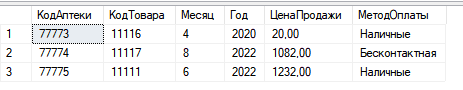 КодАптеки КодТовара Месяц Год ЦенаПродажи МетодОплаты
1 77773 11116 4 2020 20,00 Наличные
2 77774 11117 8 2022 1082,00 Бесконтактная
3 77775 11111 6 2022 1232,00 Наличные